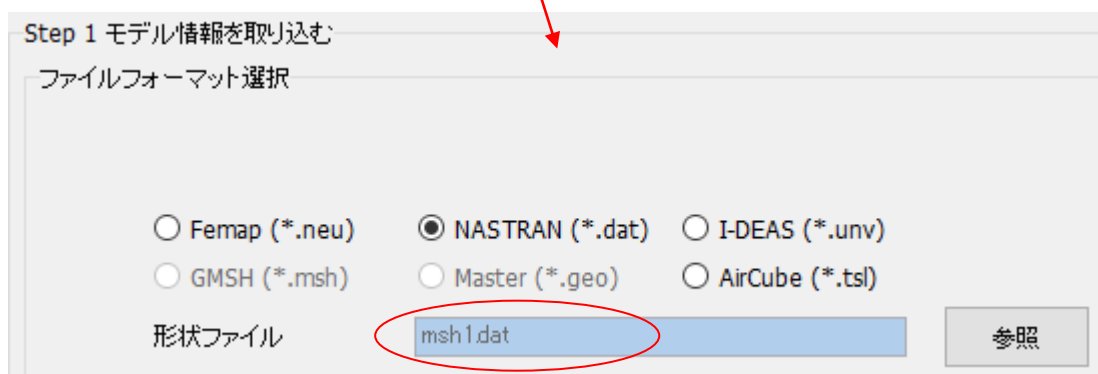 Step 1 モデル情報を取り込む
ファイルフォーマット選択
Femap (*.neu) NASTRAN (*.dat) I-DEAS (*.unv)
GMSH (*.msh) Master (*.geo) AirCube (*.tsl)
形状ファイル msh1.dat 参照